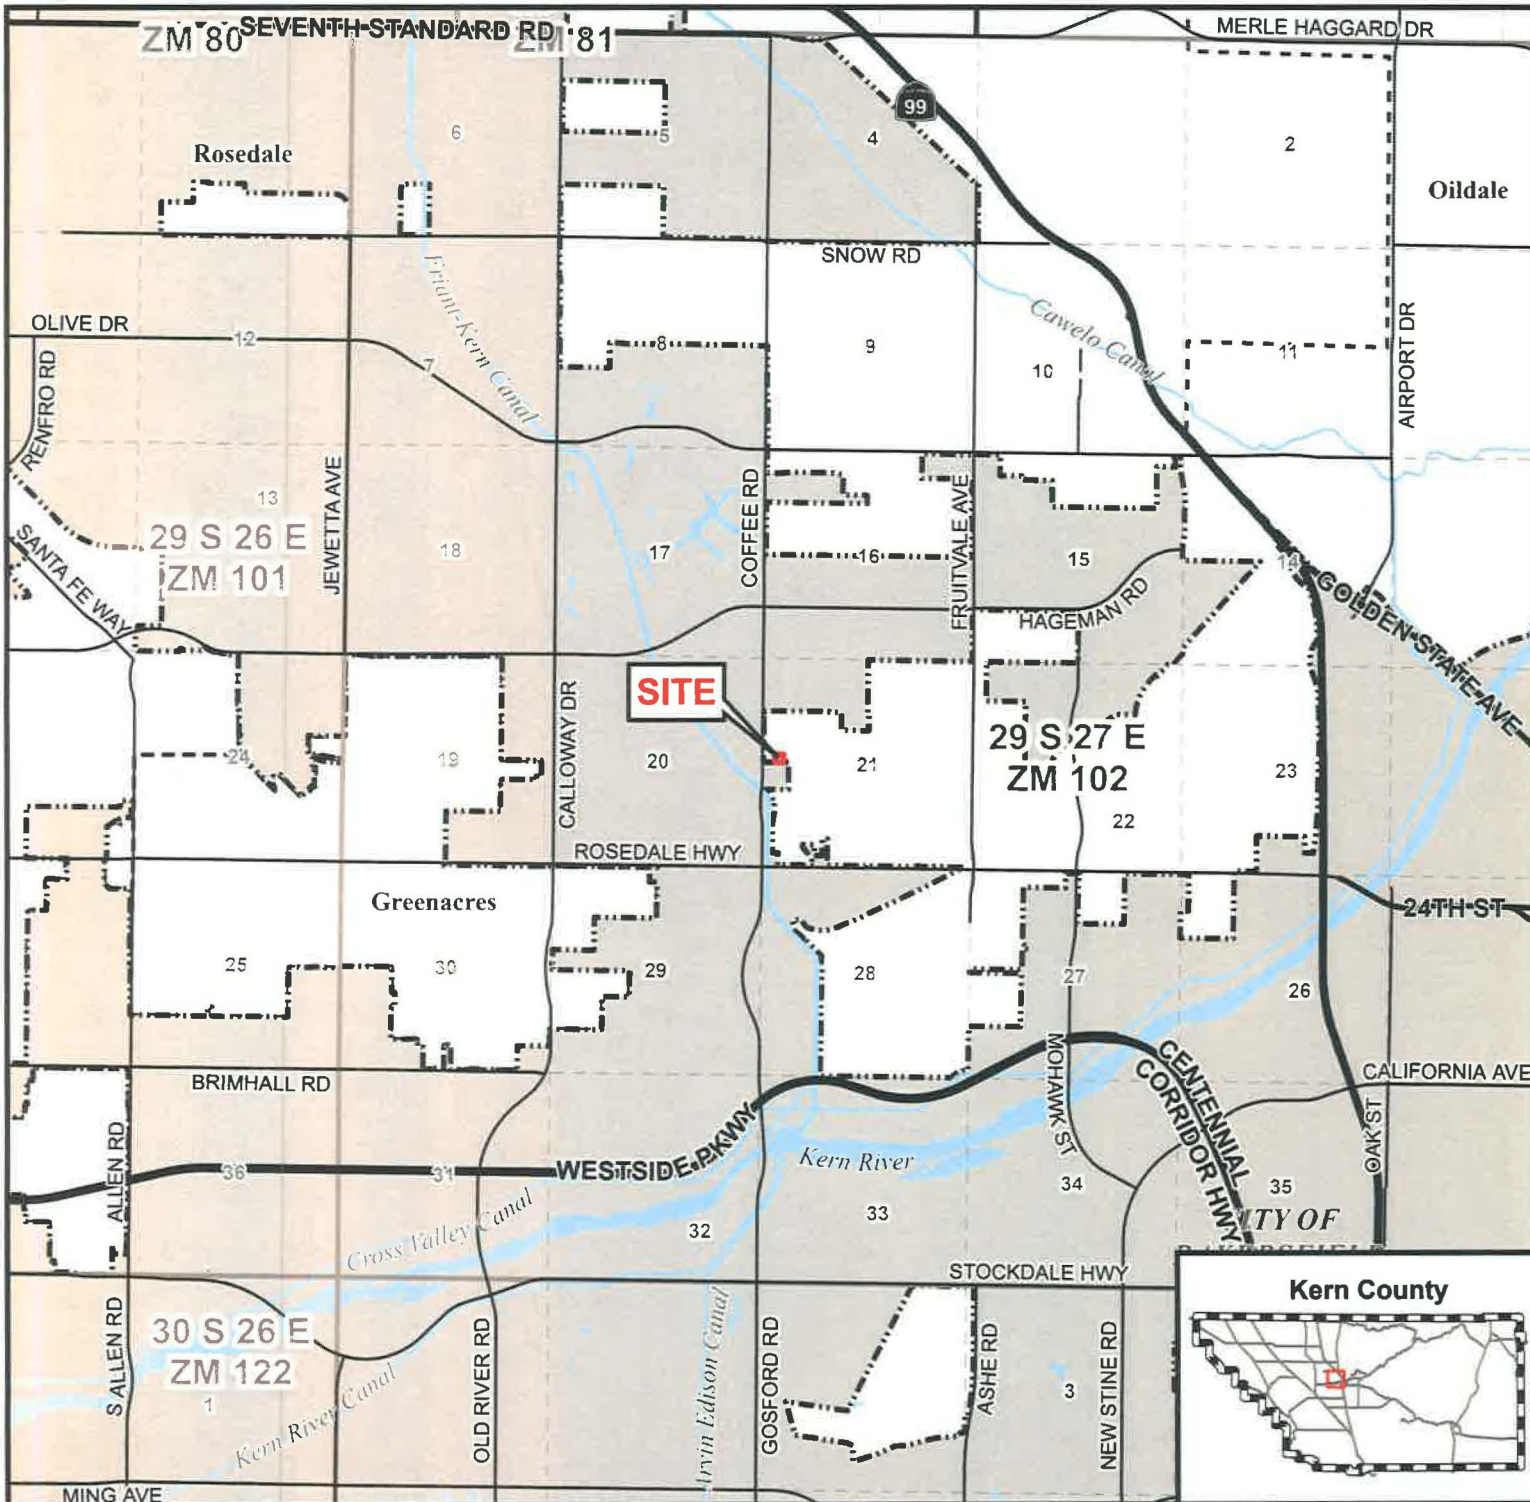 ZM 80
SEVENTH STANDARD RD
ZM 81
MERLE HAGGARD DR
99
6
5
4
2
Rosedale
Oildale
SNOW RD
Friant-Kern Canal
Cawelo Canal
OLIVE DR
12
7
8
9
10
11
RENFRO RD
AIRPORT DR
JEWETTA AVE
COFFEE RD
FRUITVALE AVE
13
18
17
16
15
14
29 S 26 E
ZM 101
SANTA FE WAY
HAGEMAN RD
GOLDEN STATE AVE
SITE
CALLOWAY DR
29 S 27 E
ZM 102
24
19
20
21
22
23
ROSEDALE HWY
Greenacres
24TH ST
25
30
29
28
27
26
BRIMHALL RD
MOHAWK ST
CENTENNIAL
CORRIDOR HWY
CALIFORNIA AVE
OAK ST
ALLEN RD
WESTSIDE PKWY
Kern River
36
31
32
33
34
35
Cross Valley Canal
ITY OF
BAKERSFIELD
STOCKDALE HWY
30 S 26 E
ZM 122
1
S ALLEN RD
Kern River Canal
OLD RIVER RD
Arvin Edison Canal
GOSFORD RD
ASHE RD
3
NEW STINE RD
Kern County
MING AVE